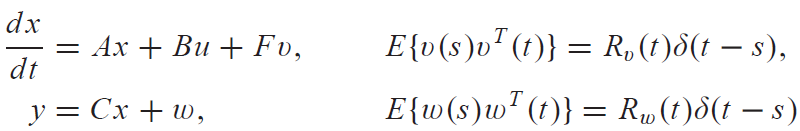 dx/dt = Ax + Bu + Fv, E{v(s)v^T(t)} = R_v(t)δ(t − s),
y = Cx + w, E{w(s)w^T(t)} = R_w(t)δ(t − s)